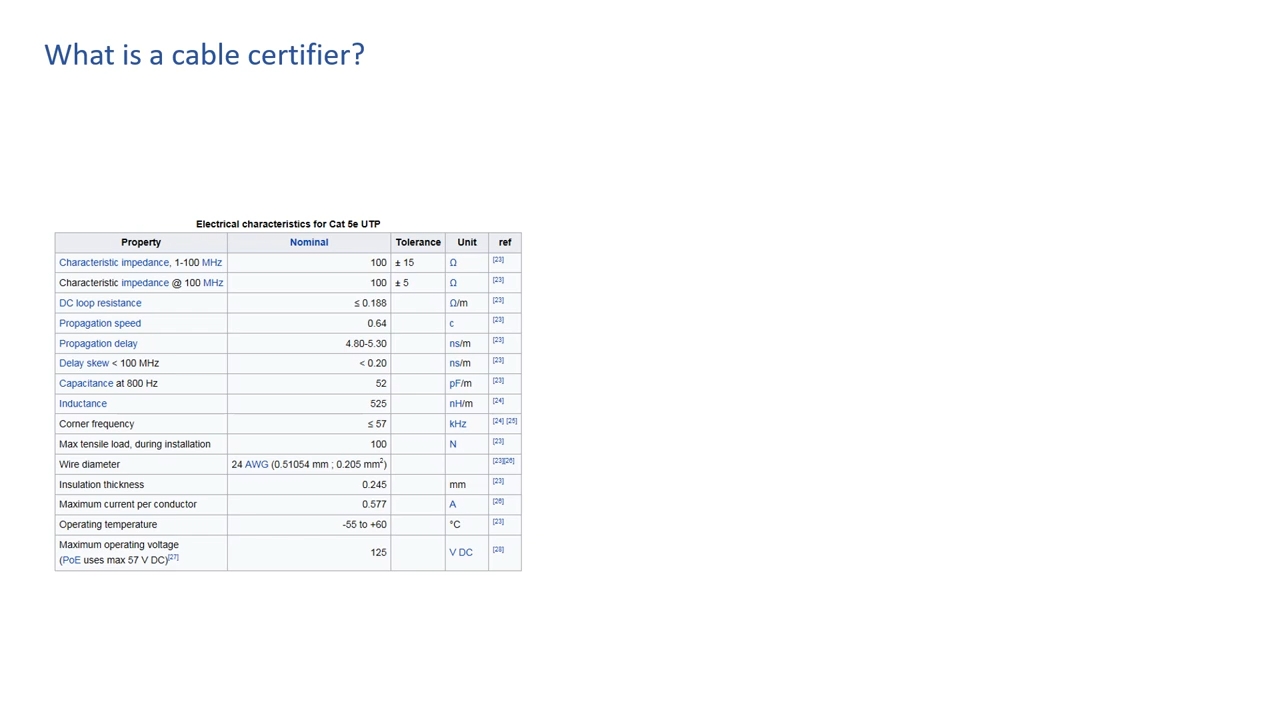 What is a cable certifier?
Electrical characteristics for Cat 5e UTP
Property Nominal Tolerance Unit ref
Characteristic impedance, 1-100 MHz 100 ± 15 Ω [23]
Characteristic impedance @ 100 MHz 100 ± 5 Ω [23]
DC loop resistance ≤ 0.188 Ω/m [23]
Propagation speed 0.64 c [23]
Propagation delay 4.80-5.30 ns/m [23]
Delay skew < 100 MHz < 0.20 ns/m [23]
Capacitance at 800 Hz 52 pF/m [23]
Inductance 525 nH/m [24]
Corner frequency ≤ 57 kHz [24] [25]
Max tensile load, during installation 100 N [23]
Wire diameter 24 AWG (0.51054 mm ; 0.205 mm2) [23][26]
Insulation thickness 0.245 mm [23]
Maximum current per conductor 0.577 A [26]
Operating temperature -55 to +60 °C [23]
Maximum operating voltage
(PoE uses max 57 V DC)[27] 125 V DC [28]